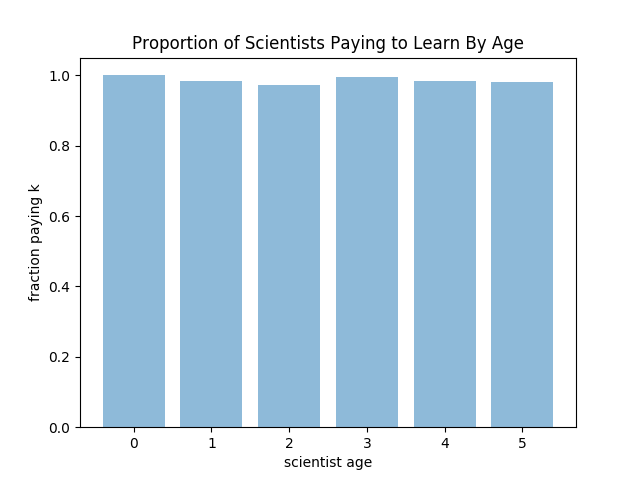 Proportion of Scientists Paying to Learn By Age
1.0
0.8
0.6
0.4
0.2
0.0
fraction paying k
0 1 2 3 4 5
scientist age